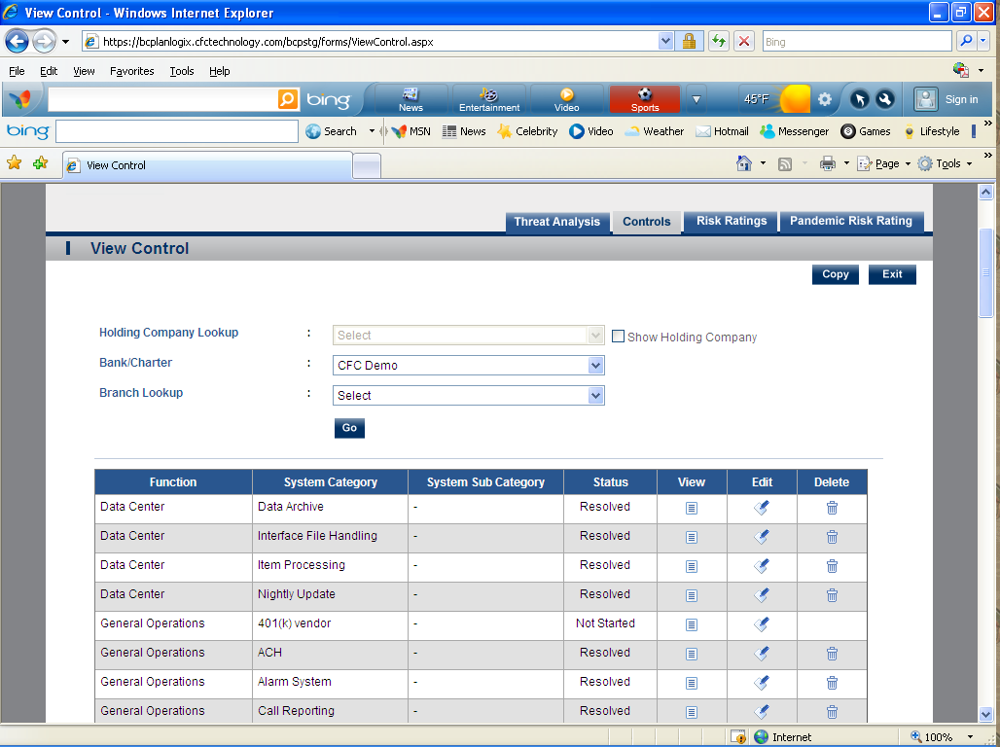 View Control - Windows Internet Explorer
https://bcplanlogix.cfctechnology.com/bcpstg/forms/ViewControl.aspx
Bing
File Edit View Favorites Tools Help
bing News Entertainment Video Sports 45°F Sign in
bing Search MSN News Celebrity Video Weather Hotmail Messenger Games Lifestyle
View Control Page Tools
Threat Analysis Controls Risk Ratings Pandemic Risk Rating
View Control
Copy Exit
Holding Company Lookup : Select Show Holding Company
Bank/Charter : CFC Demo
Branch Lookup : Select
Go
Function System Category System Sub Category Status View Edit Delete
Data Center Data Archive - Resolved
Data Center Interface File Handling - Resolved
Data Center Item Processing - Resolved
Data Center Nightly Update - Resolved
General Operations 401(k) vendor - Not Started
General Operations ACH - Resolved
General Operations Alarm System - Resolved
General Operations Call Reporting - Resolved
Internet 100%